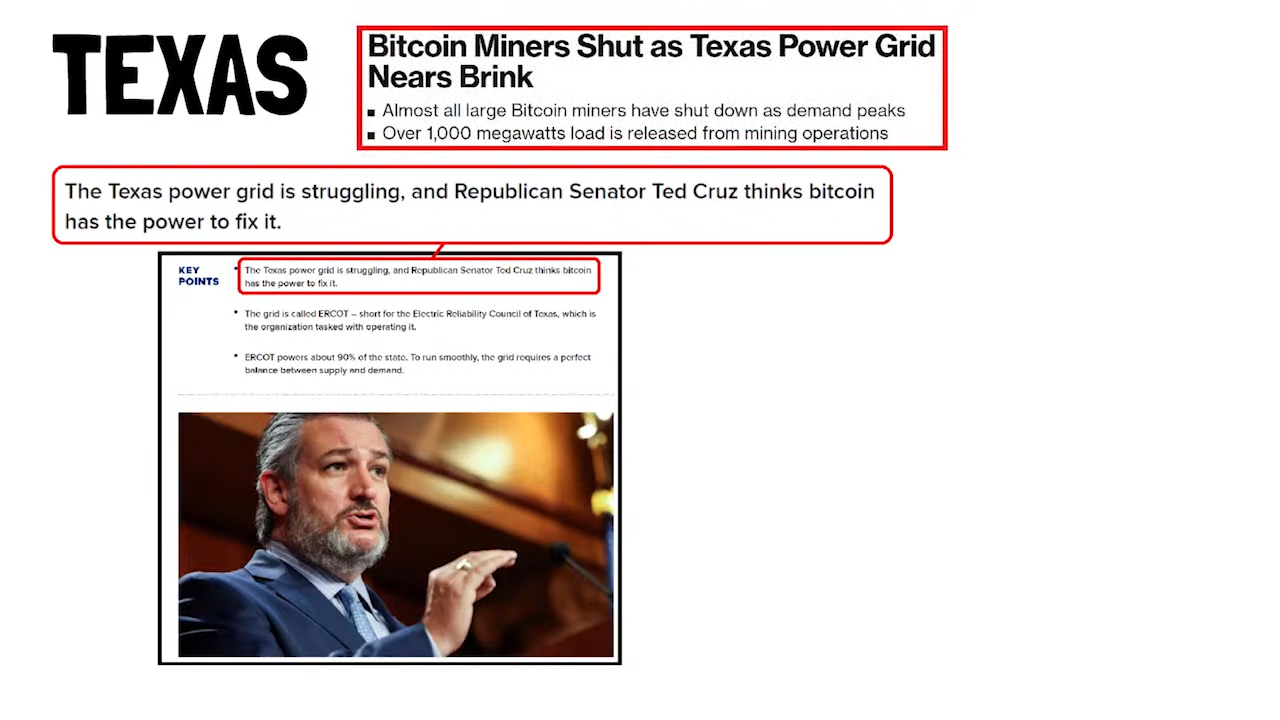 TEXAS
Bitcoin Miners Shut as Texas Power Grid
Nears Brink
▪ Almost all large Bitcoin miners have shut down as demand peaks
▪ Over 1,000 megawatts load is released from mining operations
The Texas power grid is struggling, and Republican Senator Ted Cruz thinks bitcoin
has the power to fix it.
KEY
POINTS
• The Texas power grid is struggling, and Republican Senator Ted Cruz thinks bitcoin
has the power to fix it.
• The grid is called ERCOT – short for the Electric Reliability Council of Texas, which is
the organization tasked with operating it.
• ERCOT powers about 90% of the state. To run smoothly, the grid requires a perfect
balance between supply and demand.